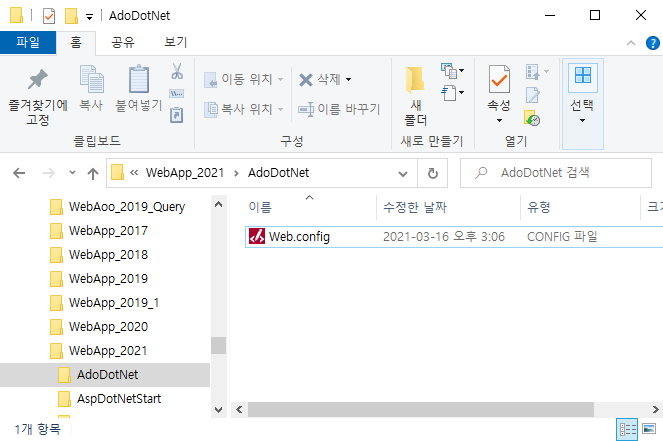 AdoDotNet
파일 홈 공유 보기
즐겨찾기에 고정
복사
붙여넣기
이동 위치
복사 위치
삭제
이름 바꾸기
새 폴더
속성
선택
클립보드 구성 새로 만들기 열기
« WebApp_2021 > AdoDotNet
AdoDotNet 검색
이름 수정한 날짜 유형 크기
Web.config 2021-03-16 오후 3:06 CONFIG 파일
WebAoo_2019_Query
WebApp_2017
WebApp_2018
WebApp_2019
WebApp_2019_1
WebApp_2020
WebApp_2021
AdoDotNet
AspDotNetStart
1개 항목